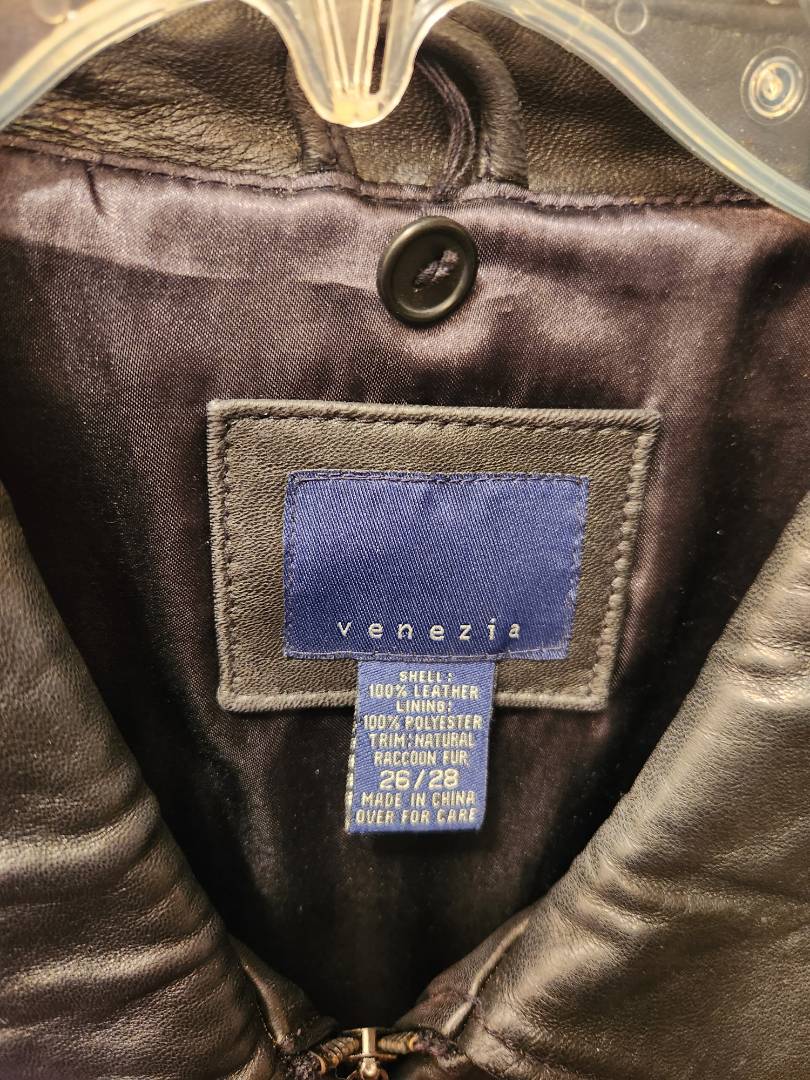 venezia
SHELL:
100% LEATHER
LINING:
100% POLYESTER
TRIM:NATURAL
RACCOON FUR
26/28
MADE IN CHINA
OVER FOR CARE